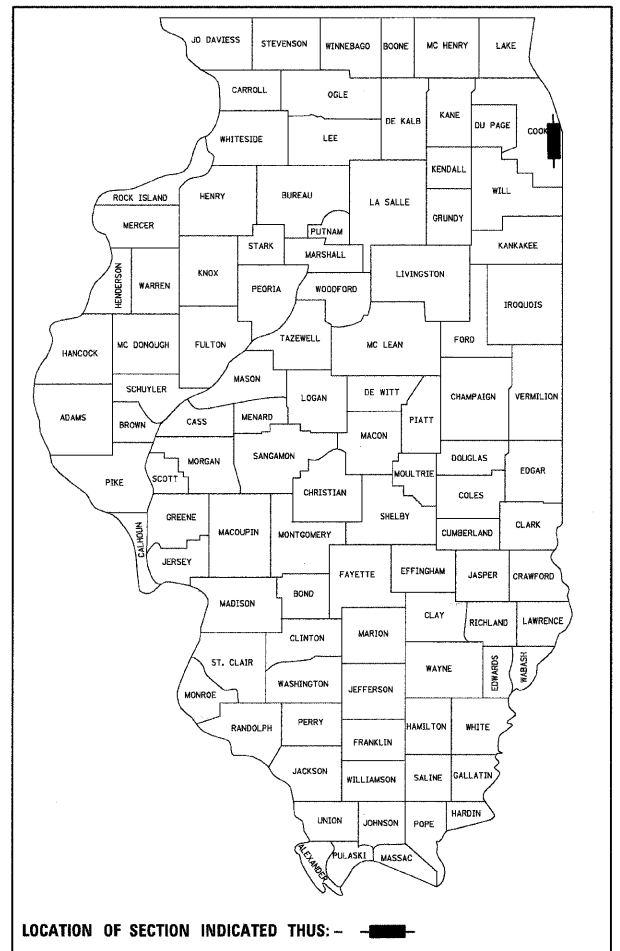 JO DAVIESS
STEVENSON
WINNEBAGO
BOONE
MC HENRY
LAKE
CARROLL
OGLE
DE KALB
KANE
DU PAGE
COOK
WHITESIDE
LEE
KENDALL
WILL
ROCK ISLAND
HENRY
BUREAU
LA SALLE
GRUNDY
MERCER
PUTNAM
KANKAKEE
STARK
MARSHALL
HENDERSON
WARREN
KNOX
PEORIA
WOODFORD
LIVINGSTON
IROQUOIS
TAZEWELL
FORD
HANCOCK
MC DONOUGH
FULTON
MC LEAN
MASON
SCHUYLER
LOGAN
DE WITT
CHAMPAIGN
VERMILION
ADAMS
BROWN
CASS
MENARD
PIATT
MACON
SANGAMON
DOUGLAS
EDGAR
MORGAN
MOULTRIE
PIKE
SCOTT
CHRISTIAN
COLES
GREENE
SHELBY
CALHOUN
MACOUPIN
MONTGOMERY
CUMBERLAND
CLARK
JERSEY
FAYETTE
EFFINGHAM
JASPER
CRAWFORD
MADISON
BOND
CLAY
RICHLAND
LAWRENCE
CLINTON
MARION
ST. CLAIR
WAYNE
EDWARDS
WABASH
WASHINGTON
JEFFERSON
MONROE
RANDOLPH
PERRY
HAMILTON
WHITE
FRANKLIN
JACKSON
WILLIAMSON
SALINE
GALLATIN
UNION
JOHNSON
POPE
HARDIN
ALEXANDER
PULASKI
MASSAC
LOCATION OF SECTION INDICATED THUS: -